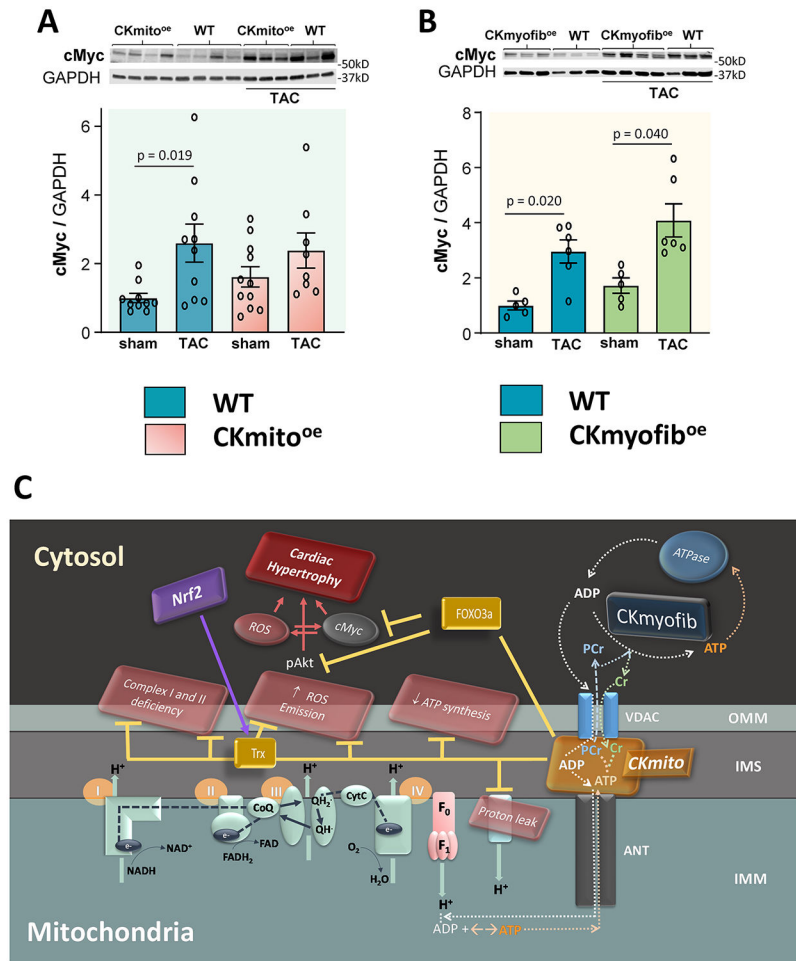 A
CKmito^oe WT CKmito^oe WT
cMyc
-50kD
GAPDH
-37kD
TAC
cMyc / GAPDH
6
4
2
0
p = 0.019
sham TAC sham TAC
WT
CKmito^oe
B
CKmyofib^oe WT CKmyofib^oe WT
cMyc
-50kD
GAPDH
-37kD
TAC
cMyc / GAPDH
8
6
4
2
0
p = 0.020
p = 0.040
sham TAC sham TAC
WT
CKmyofib^oe
C
Cytosol
Cardiac
Hypertrophy
Nrf2
ROS
cMyc
pAkt
FOXO3a
ATPase
ADP
CKmyofib
ATP
PCr
Cr
Complex I and II
deficiency
↑ ROS
Emission
↓ ATP synthesis
VDAC
OMM
Trx
PCr Cr
ADP
ATP
CKmito
IMS
H⁺ H⁺ H⁺
I II III IV
CoQ
QH₂
QH·
CytC
e-
e-
e-
NADH
NAD⁺
FADH₂
FAD
O₂
H₂O
F₀
F₁
H⁺
Proton leak
H⁺
ANT
IMM
ADP + ATP
Mitochondria